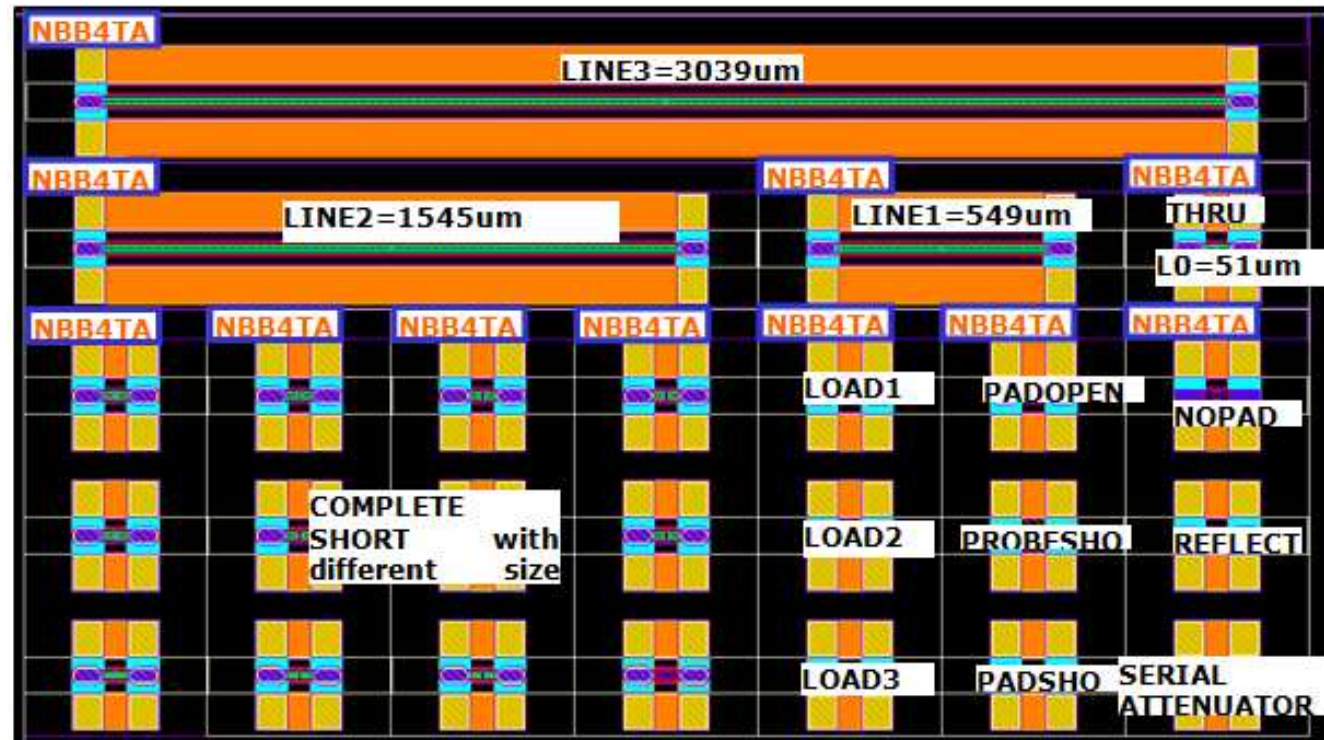 NBB4TA
LINE3=3039um
NBB4TA NBB4TA NBB4TA
LINE2=1545um LINE1=549um THRU
L0=51um
NBB4TA NBB4TA NBB4TA NBB4TA NBB4TA NBB4TA NBB4TA
LOAD1 PADOPEN NOPAD
COMPLETE
SHORT with
different size
LOAD2 PROBESHO REFLECT
LOAD3 PADSHO SERIAL
ATTENUATOR